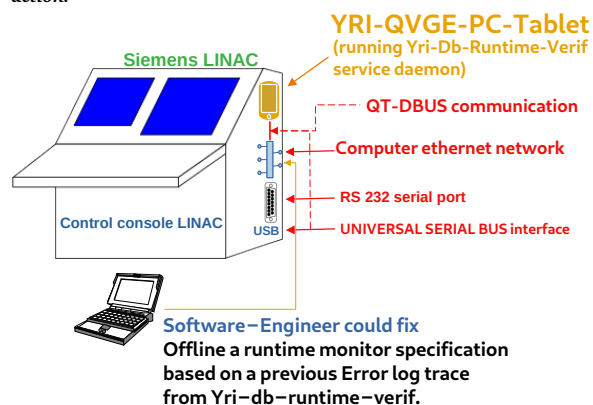 action.
YRI-QVGE-PC-Tablet
(running Yri-Db-Runtime-Verif
service daemon)
Siemens LINAC
QT-DBUS communication
Computer ethernet network
RS 232 serial port
Control console LINAC
USB
UNIVERSAL SERIAL BUS interface
Software−Engineer could fix
Offline a runtime monitor specification
based on a previous Error log trace
from Yri−db−runtime−verif.